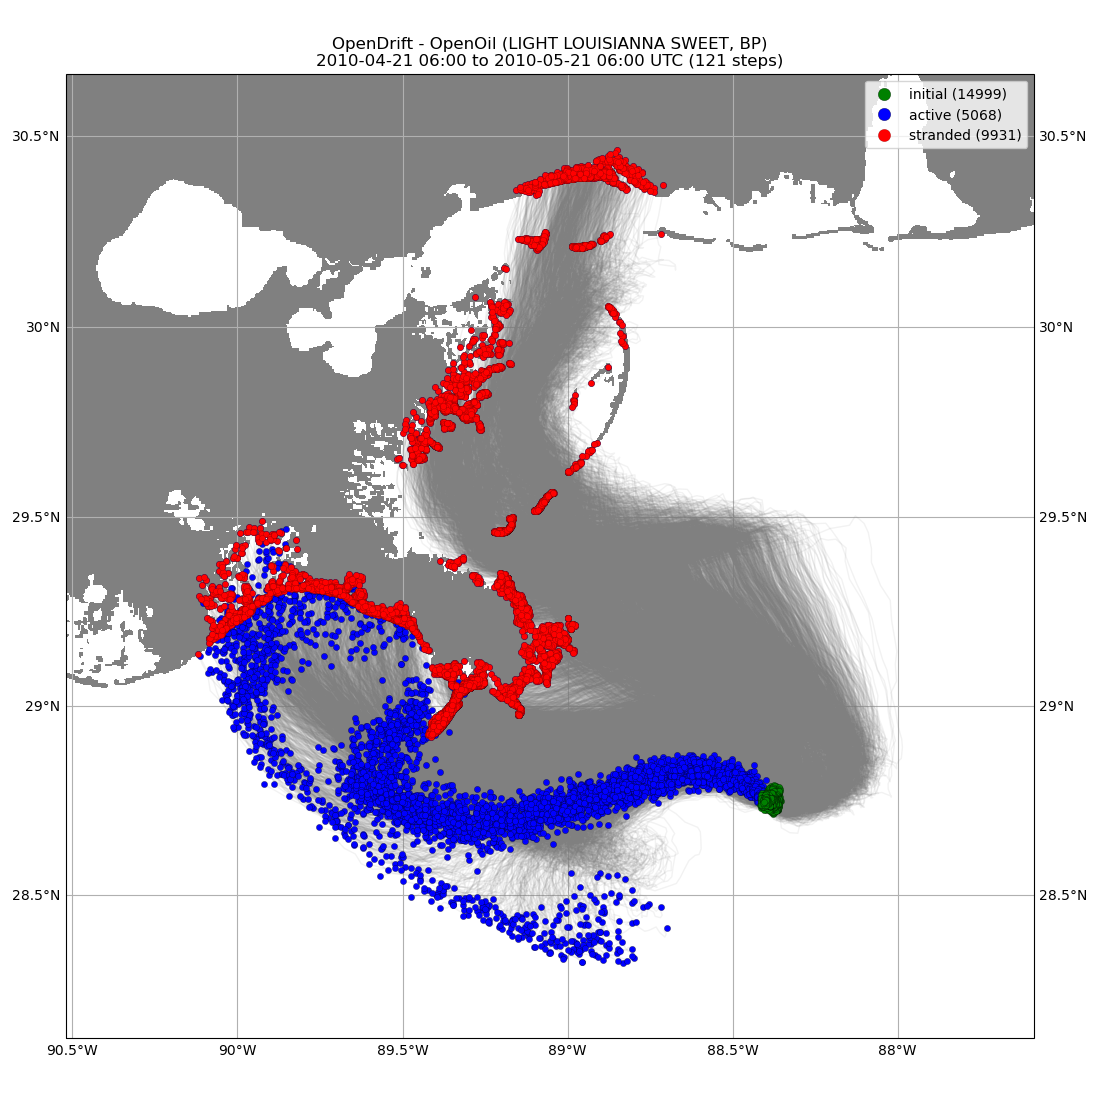 OpenDrift - OpenOil (LIGHT LOUISIANNA SWEET, BP)
2010-04-21 06:00 to 2010-05-21 06:00 UTC (121 steps)
initial (14999)
active (5068)
stranded (9931)
30.5°N
30.5°N
30°N
30°N
29.5°N
29.5°N
29°N
29°N
28.5°N
28.5°N
90.5°W
90°W
89.5°W
89°W
88.5°W
88°W